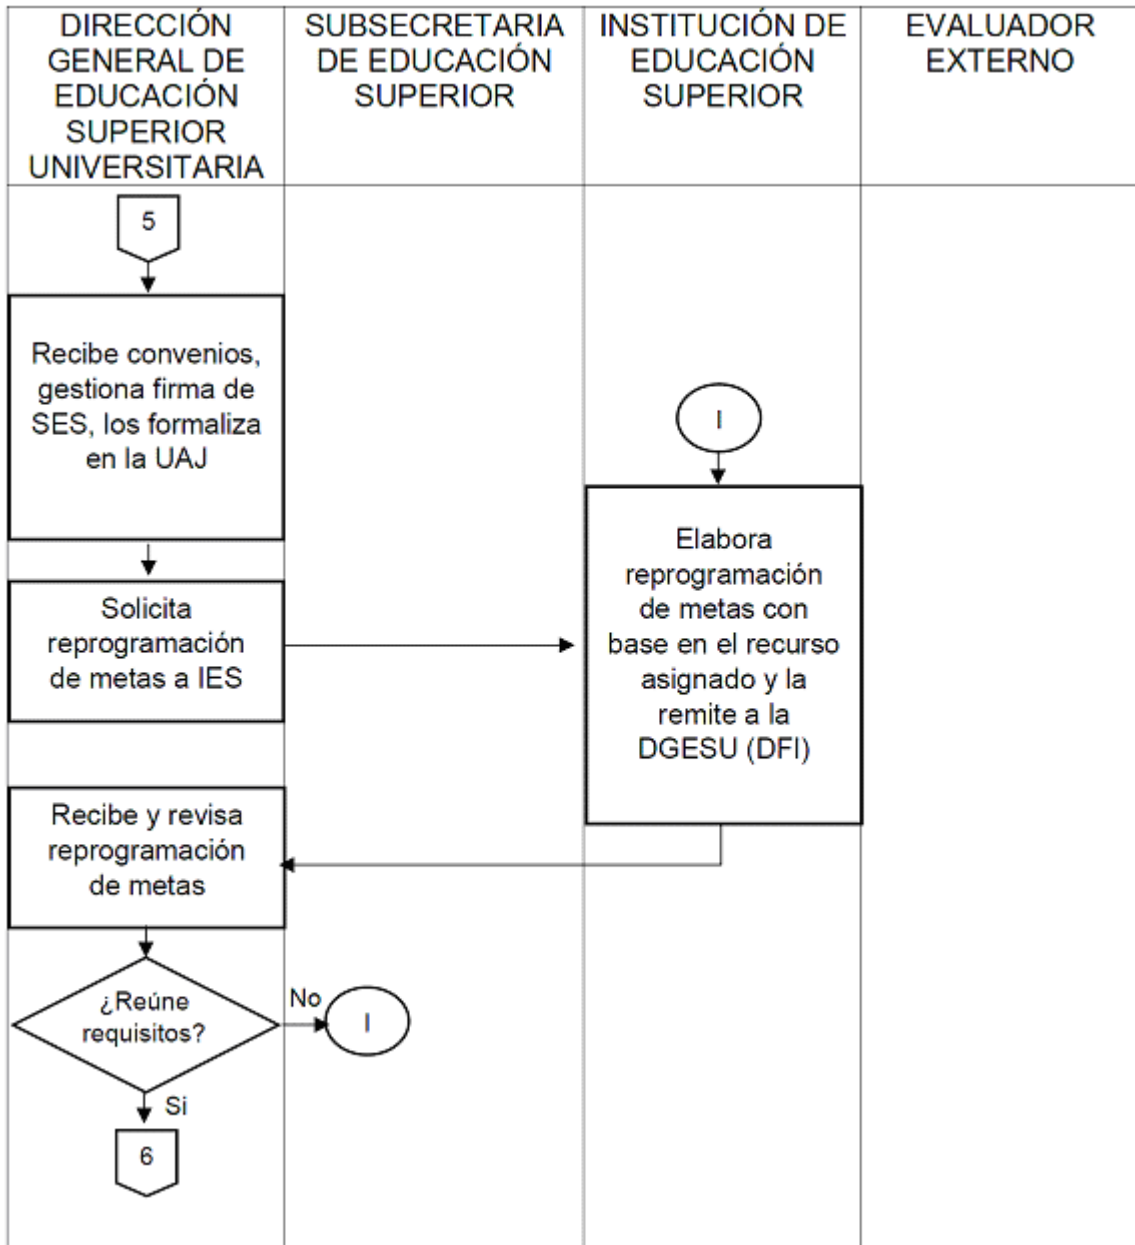 DIRECCIÓN
GENERAL DE
EDUCACIÓN
SUPERIOR
UNIVERSITARIA
SUBSECRETARIA
DE EDUCACIÓN
SUPERIOR
INSTITUCIÓN DE
EDUCACIÓN
SUPERIOR
EVALUADOR
EXTERNO
5
Recibe convenios,
gestiona firma de
SES, los formaliza
en la UAJ
Solicita
reprogramación
de metas a IES
I
Elabora
reprogramación
de metas con
base en el recurso
asignado y la
remite a la
DGESU (DFI)
Recibe y revisa
reprogramación
de metas
¿Reúne
requisitos?
No
I
Si
6